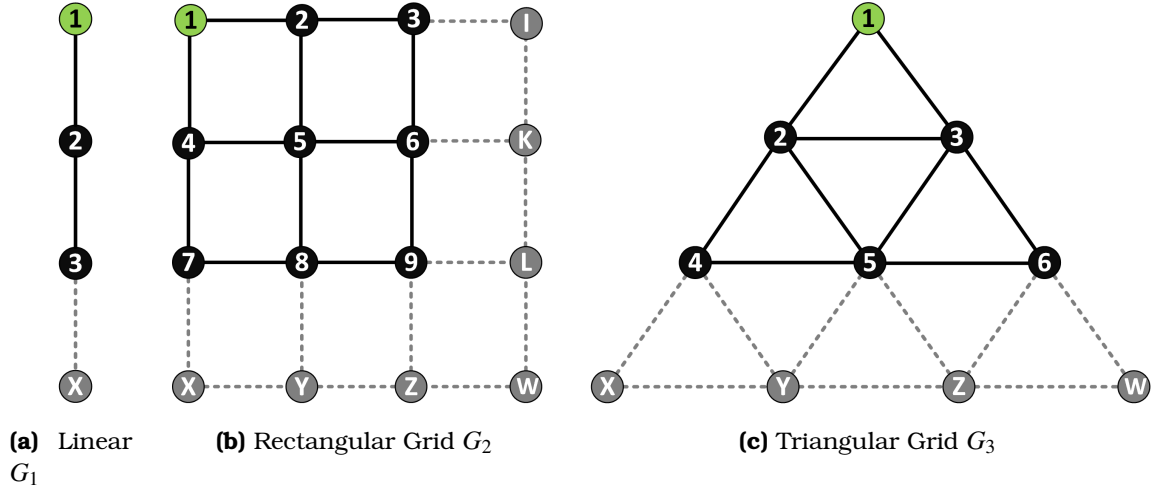 1
2
3
X
1 2 3 I
4 5 6 K
7 8 9 L
X Y Z W
1
2 3
4 5 6
X Y Z W
(a) Linear
G1
(b) Rectangular Grid G2
(c) Triangular Grid G3